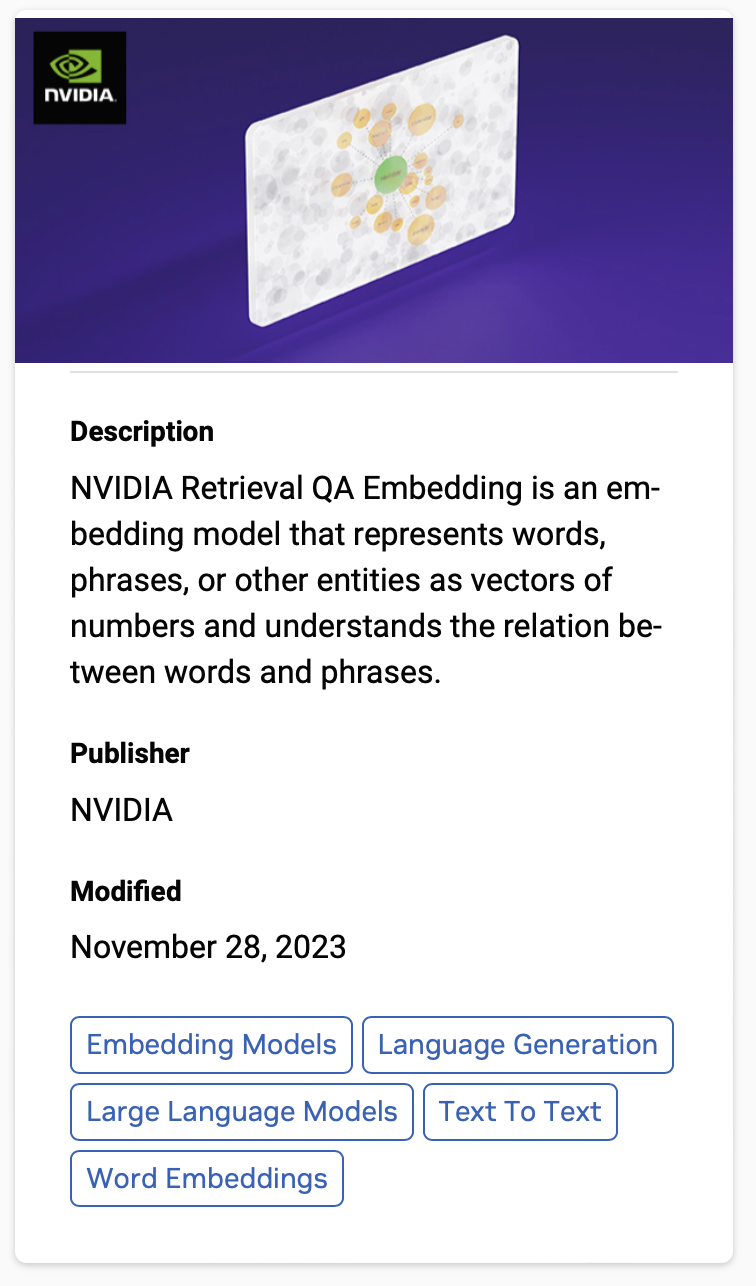 NVIDIA
Description
NVIDIA Retrieval QA Embedding is an em-
bedding model that represents words,
phrases, or other entities as vectors of
numbers and understands the relation be-
tween words and phrases.
Publisher
NVIDIA
Modified
November 28, 2023
Embedding Models
Language Generation
Large Language Models
Text To Text
Word Embeddings